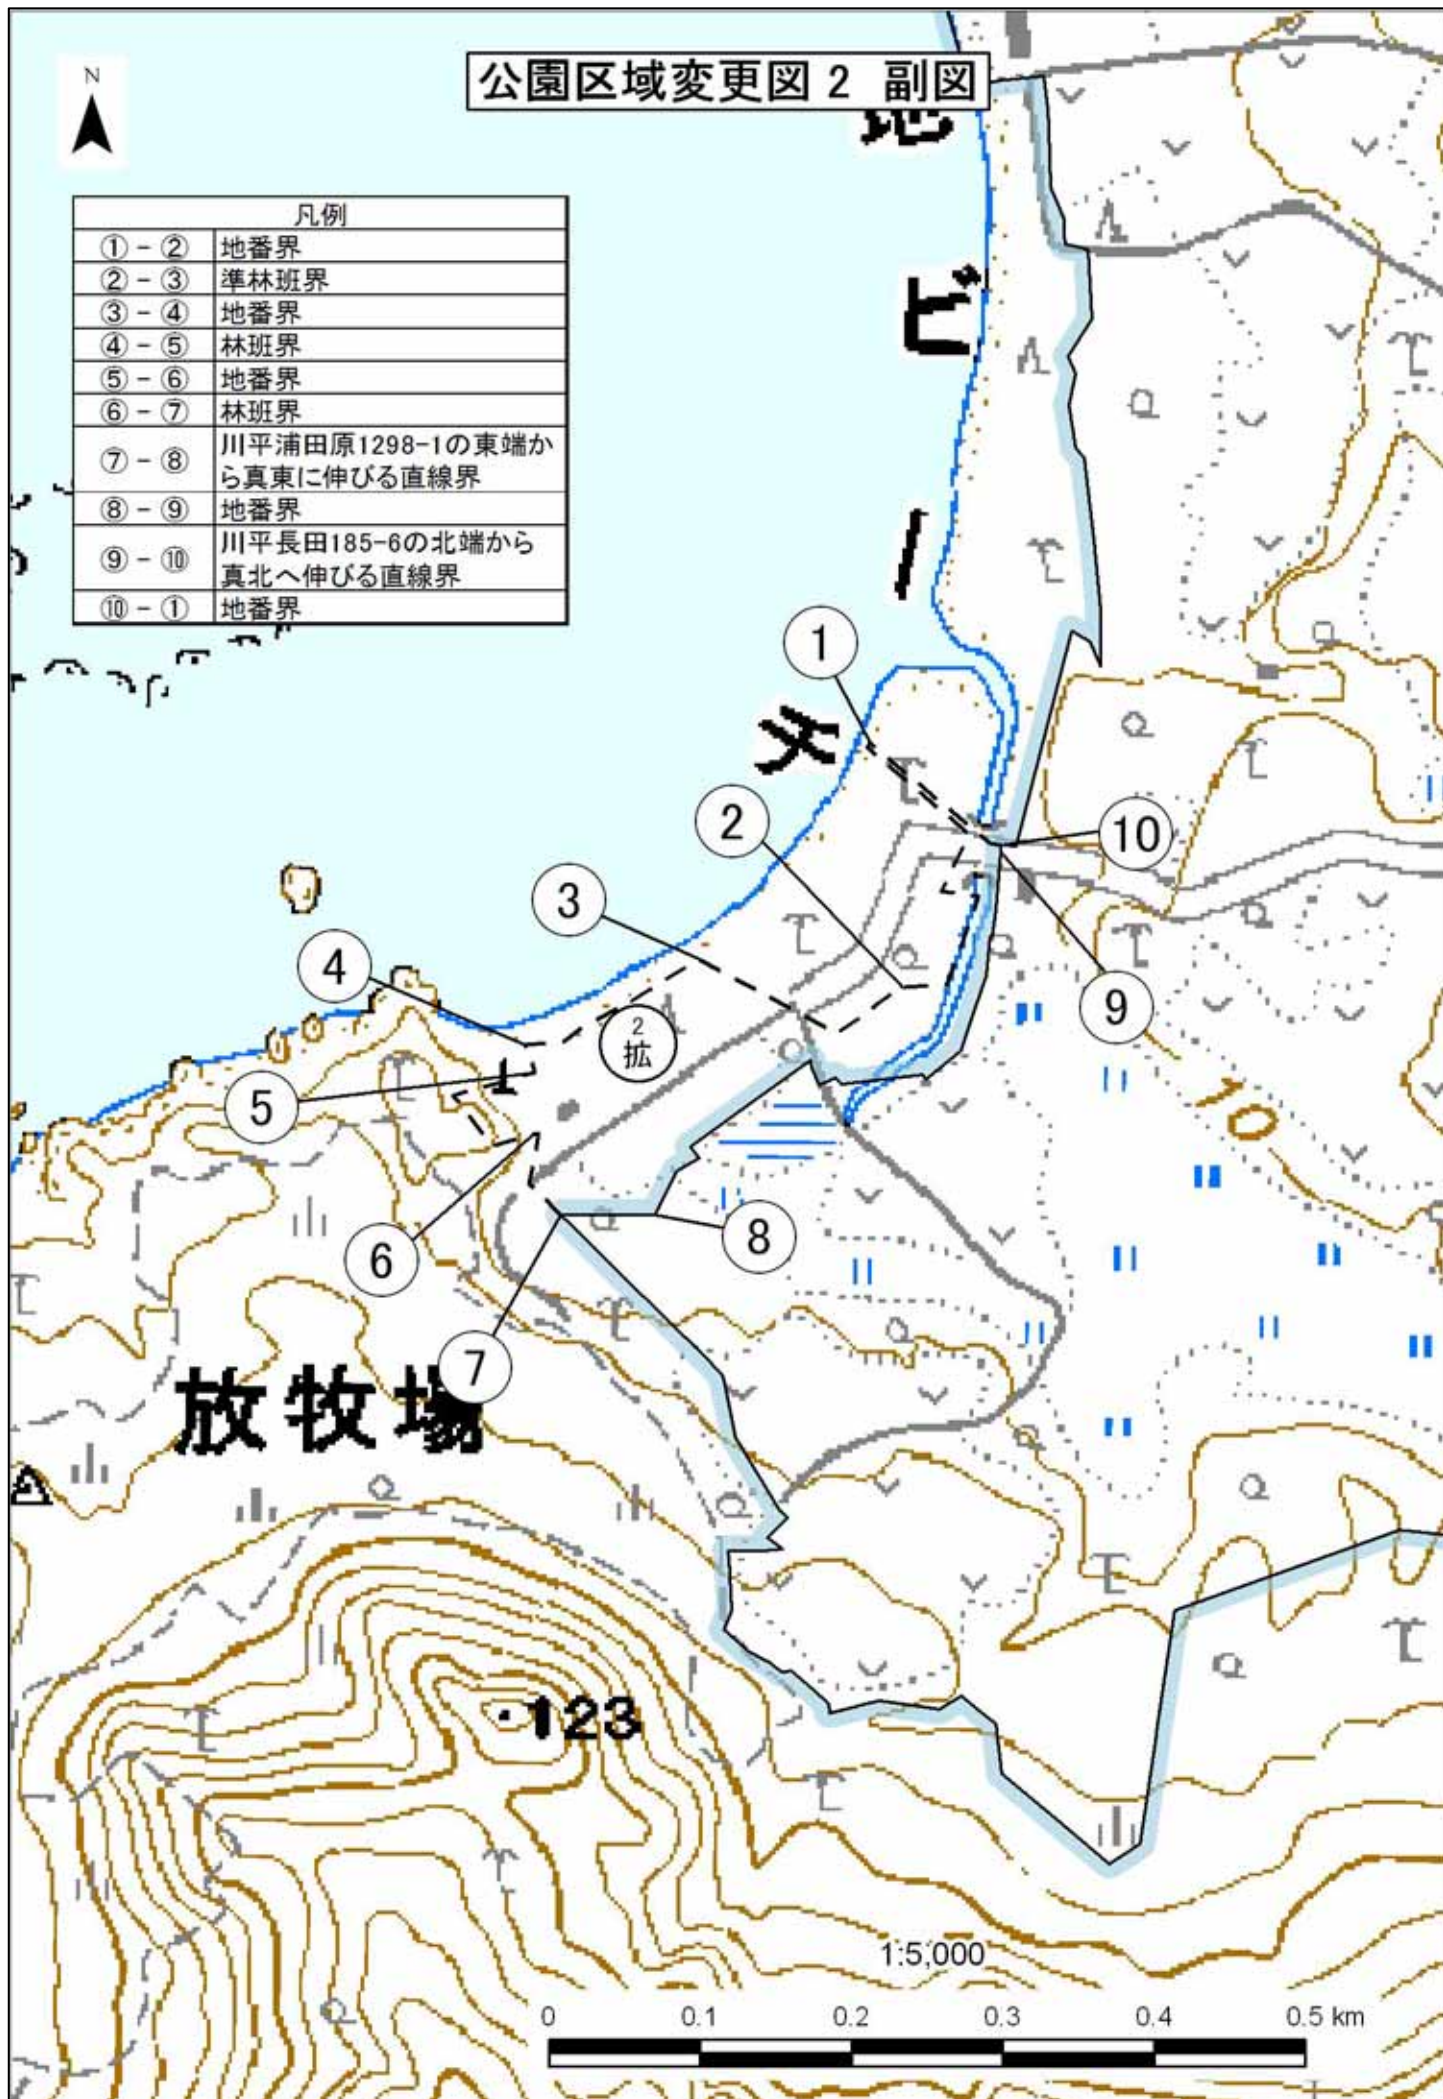 公園区域変更図 2 副図
N
凡例
① - ② 地番界
② - ③ 準林班界
③ - ④ 地番界
④ - ⑤ 林班界
⑤ - ⑥ 地番界
⑥ - ⑦ 林班界
⑦ - ⑧ 川平浦田原1298-1の東端か
ら真東に伸びる直線界
⑧ - ⑨ 地番界
⑨ - ⑩ 川平長田185-6の北端から
真北へ伸びる直線界
⑩ - ① 地番界
地
ビ
ー
チ
1
2
10
3
4
9
2
拡
5
10
6
8
7
放牧場
123
1:5,000
0 0.1 0.2 0.3 0.4 0.5 km